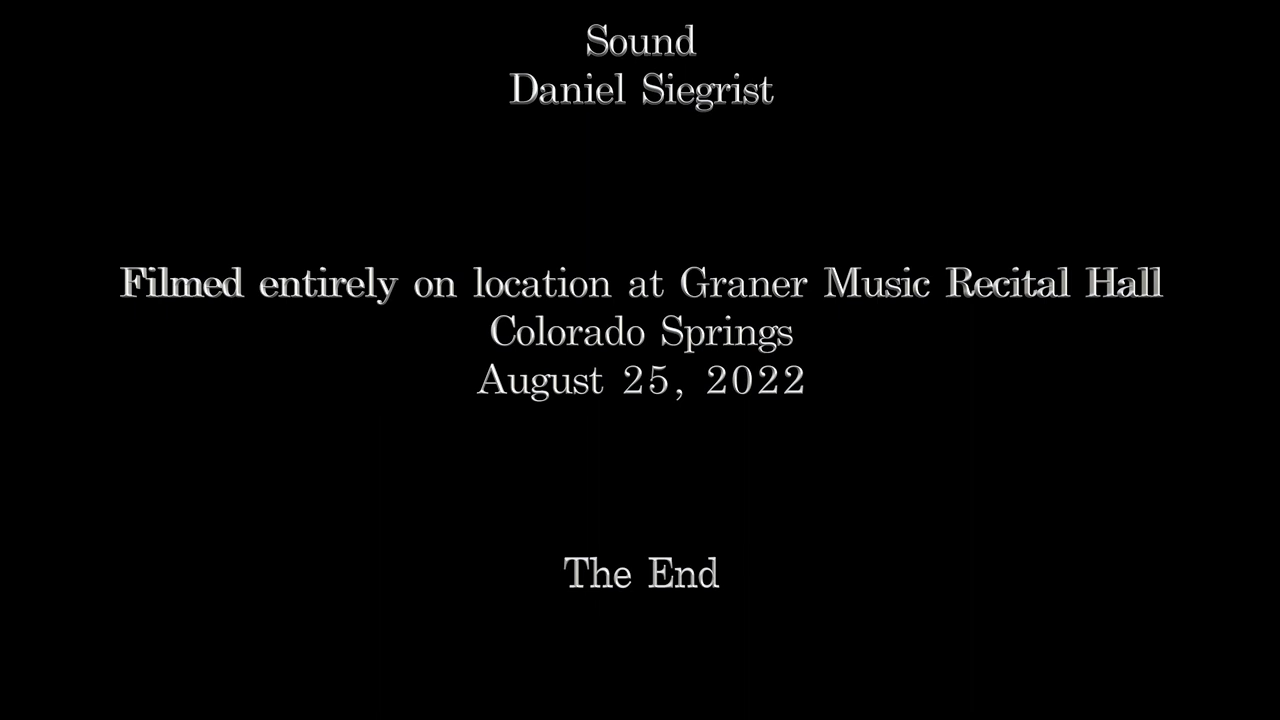 Sound
Daniel Siegrist
Filmed entirely on location at Graner Music Recital Hall
Colorado Springs
August 25, 2022
The End